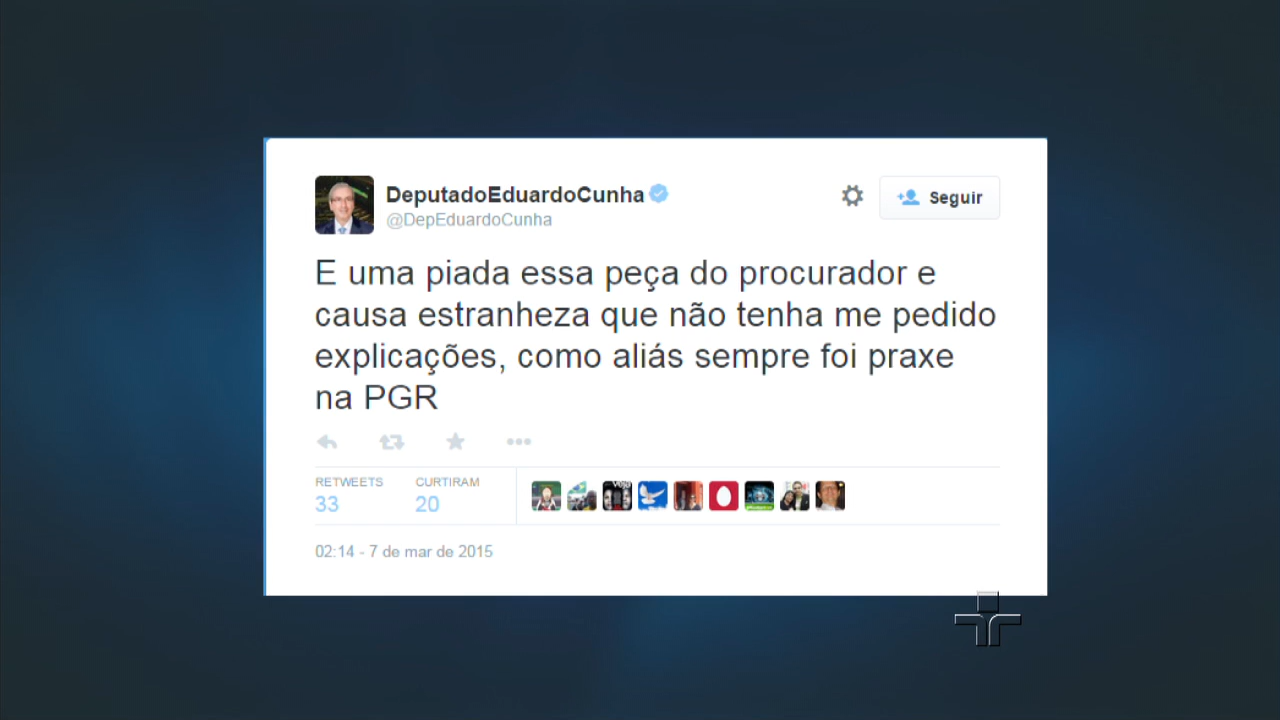 DeputadoEduardoCunha
@DepEduardoCunha
Seguir
E uma piada essa peça do procurador e
causa estranheza que não tenha me pedido
explicações, como aliás sempre foi praxe
na PGR
RETWEETS CURTIRAM
33 20
02:14 - 7 de mar de 2015